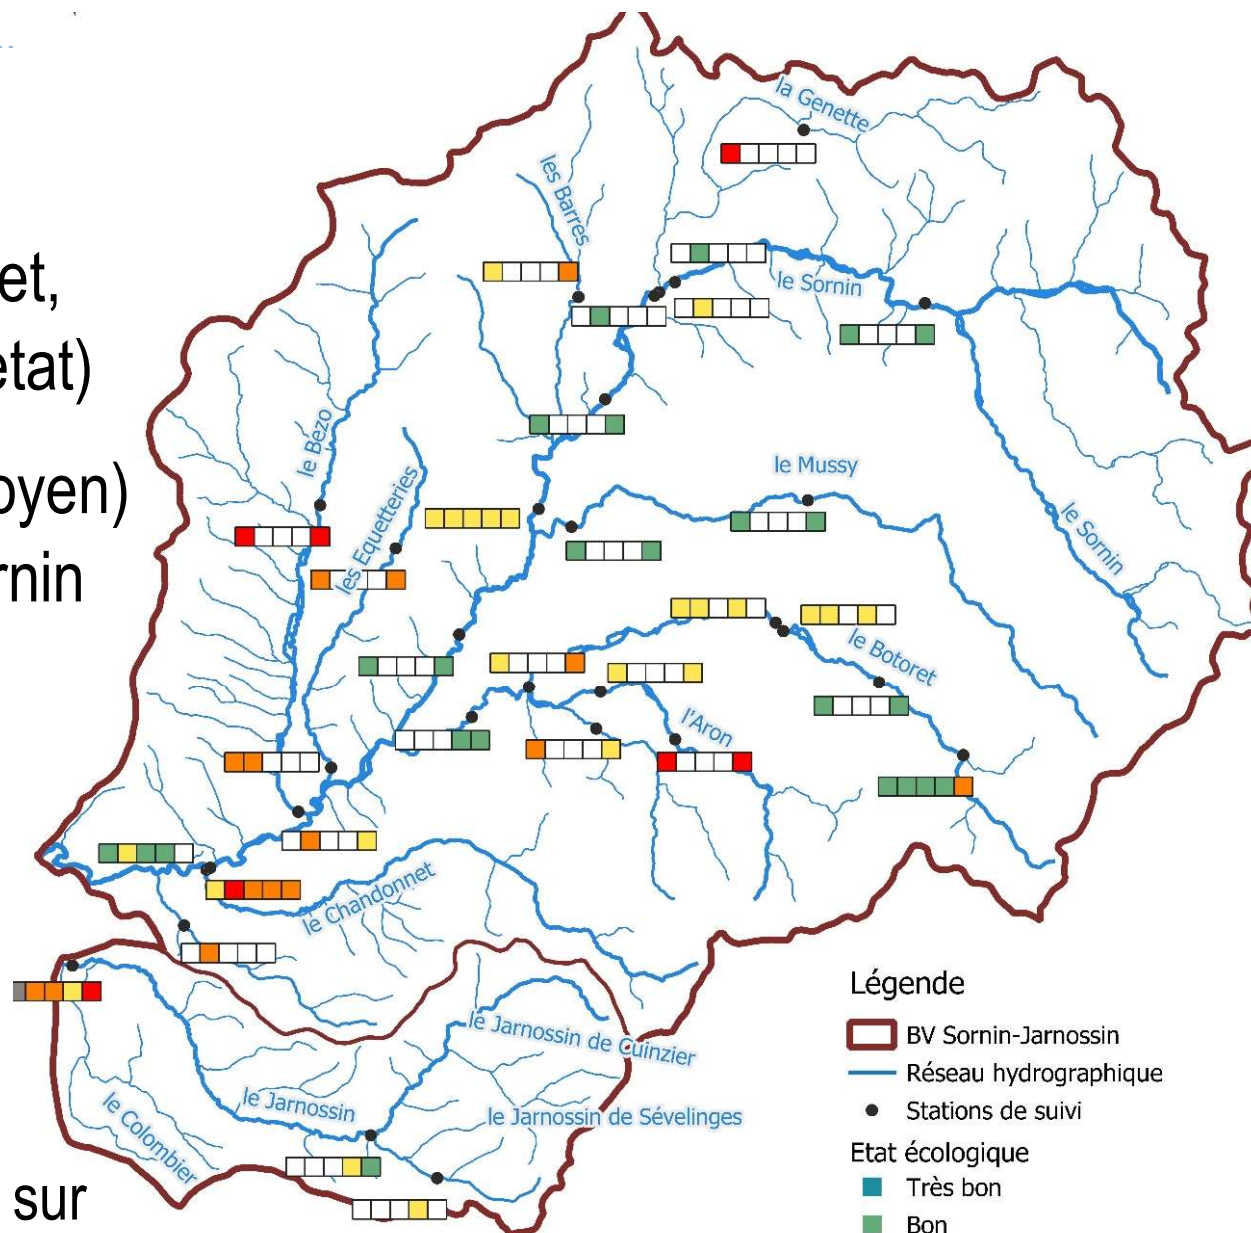 et,
etat)
oyen)
rnin
sur
la Genette
les Barres
le Sornin
le Bézo
les Equetteries
le Mussy
le Sornin
le Botoret
l'Aron
le Chandonnet
le Jarnossin de Cuinzier
le Jarnossin
le Jarnossin de Sévelinges
le Colombier
Légende
BV Sornin-Jarnossin
Réseau hydrographique
Stations de suivi
Etat écologique
Très bon
Bon